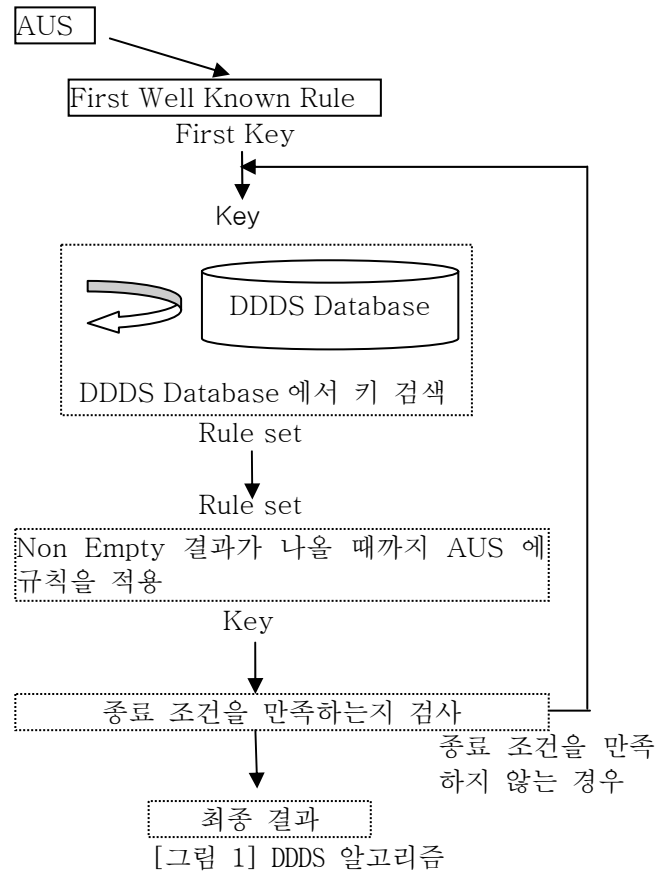 AUS
First Well Known Rule
First Key
Key
DDDS Database
DDDS Database 에서 키 검색
Rule set
Rule set
Non Empty 결과가 나올 때까지 AUS 에
규칙을 적용
Key
종료 조건을 만족하는지 검사
종료 조건을 만족
하지 않는 경우
최종 결과
[그림 1] DDDS 알고리즘